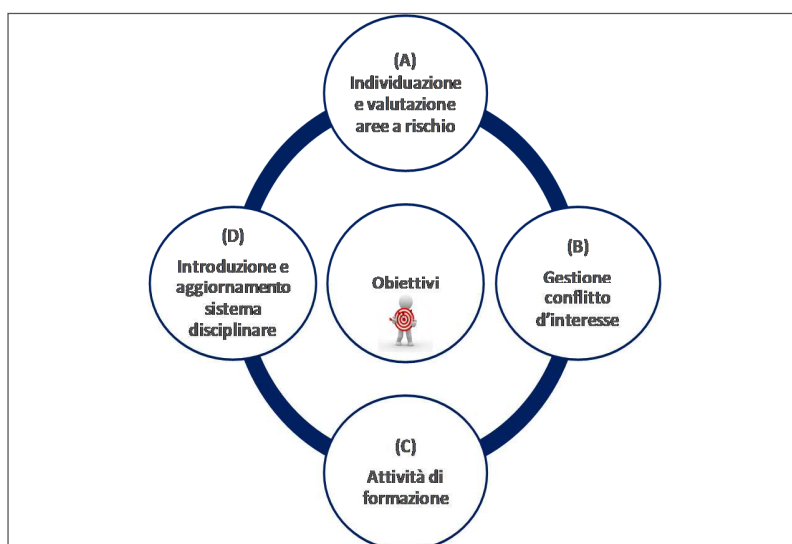 (A)
Individuazione
e valutazione
aree a rischio
(D)
Introduzione e
aggiornamento
sistema
disciplinare
Obiettivi
(B)
Gestione
conflitto
d'interesse
(C)
Attività di
formazione